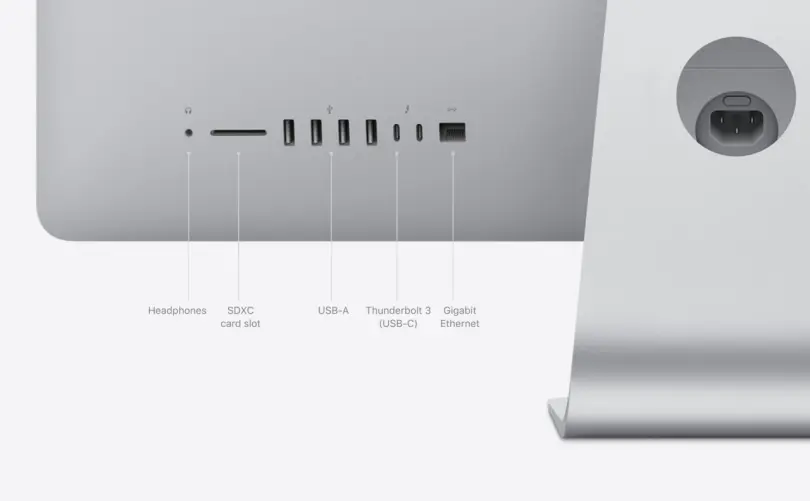 Headphones
SDXC
card slot
USB-A
Thunderbolt 3
(USB-C)
Gigabit
Ethernet